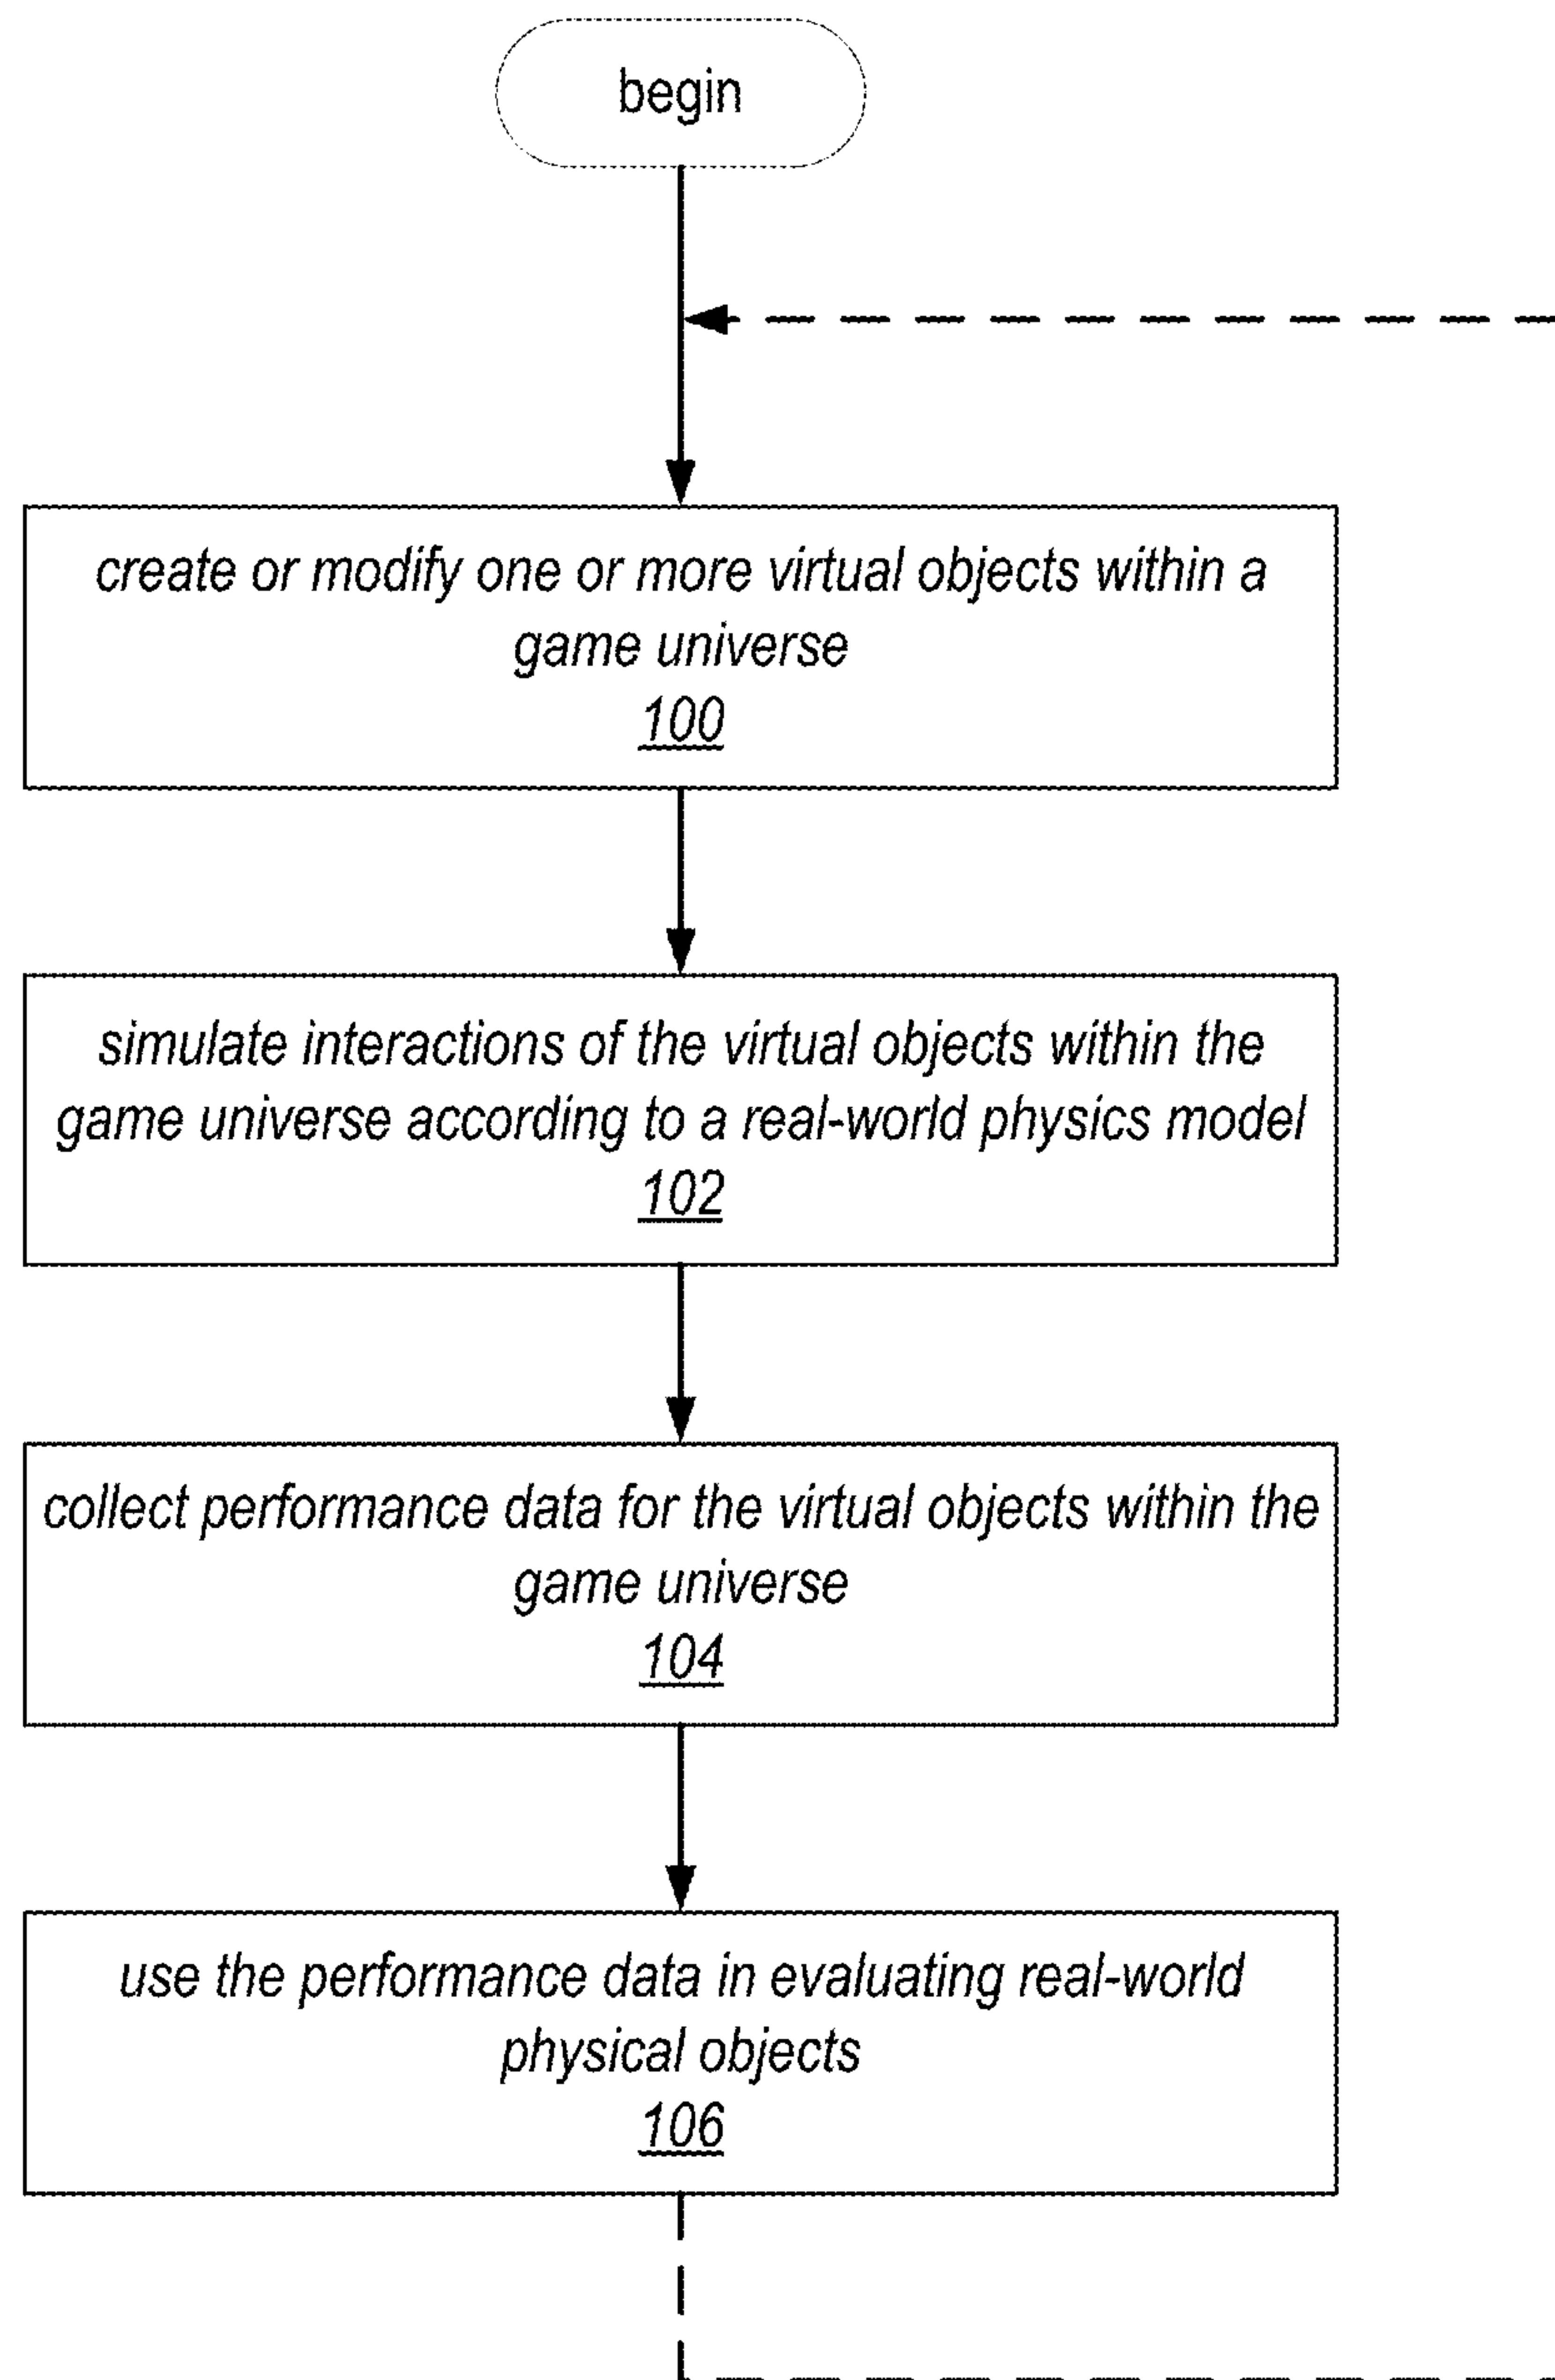 begin
create or modify one or more virtual objects within a
game universe
100
simulate interactions of the virtual objects within the
game universe according to a real-world physics model
102
collect performance data for the virtual objects within the
game universe
104
use the performance data in evaluating real-world
physical objects
106